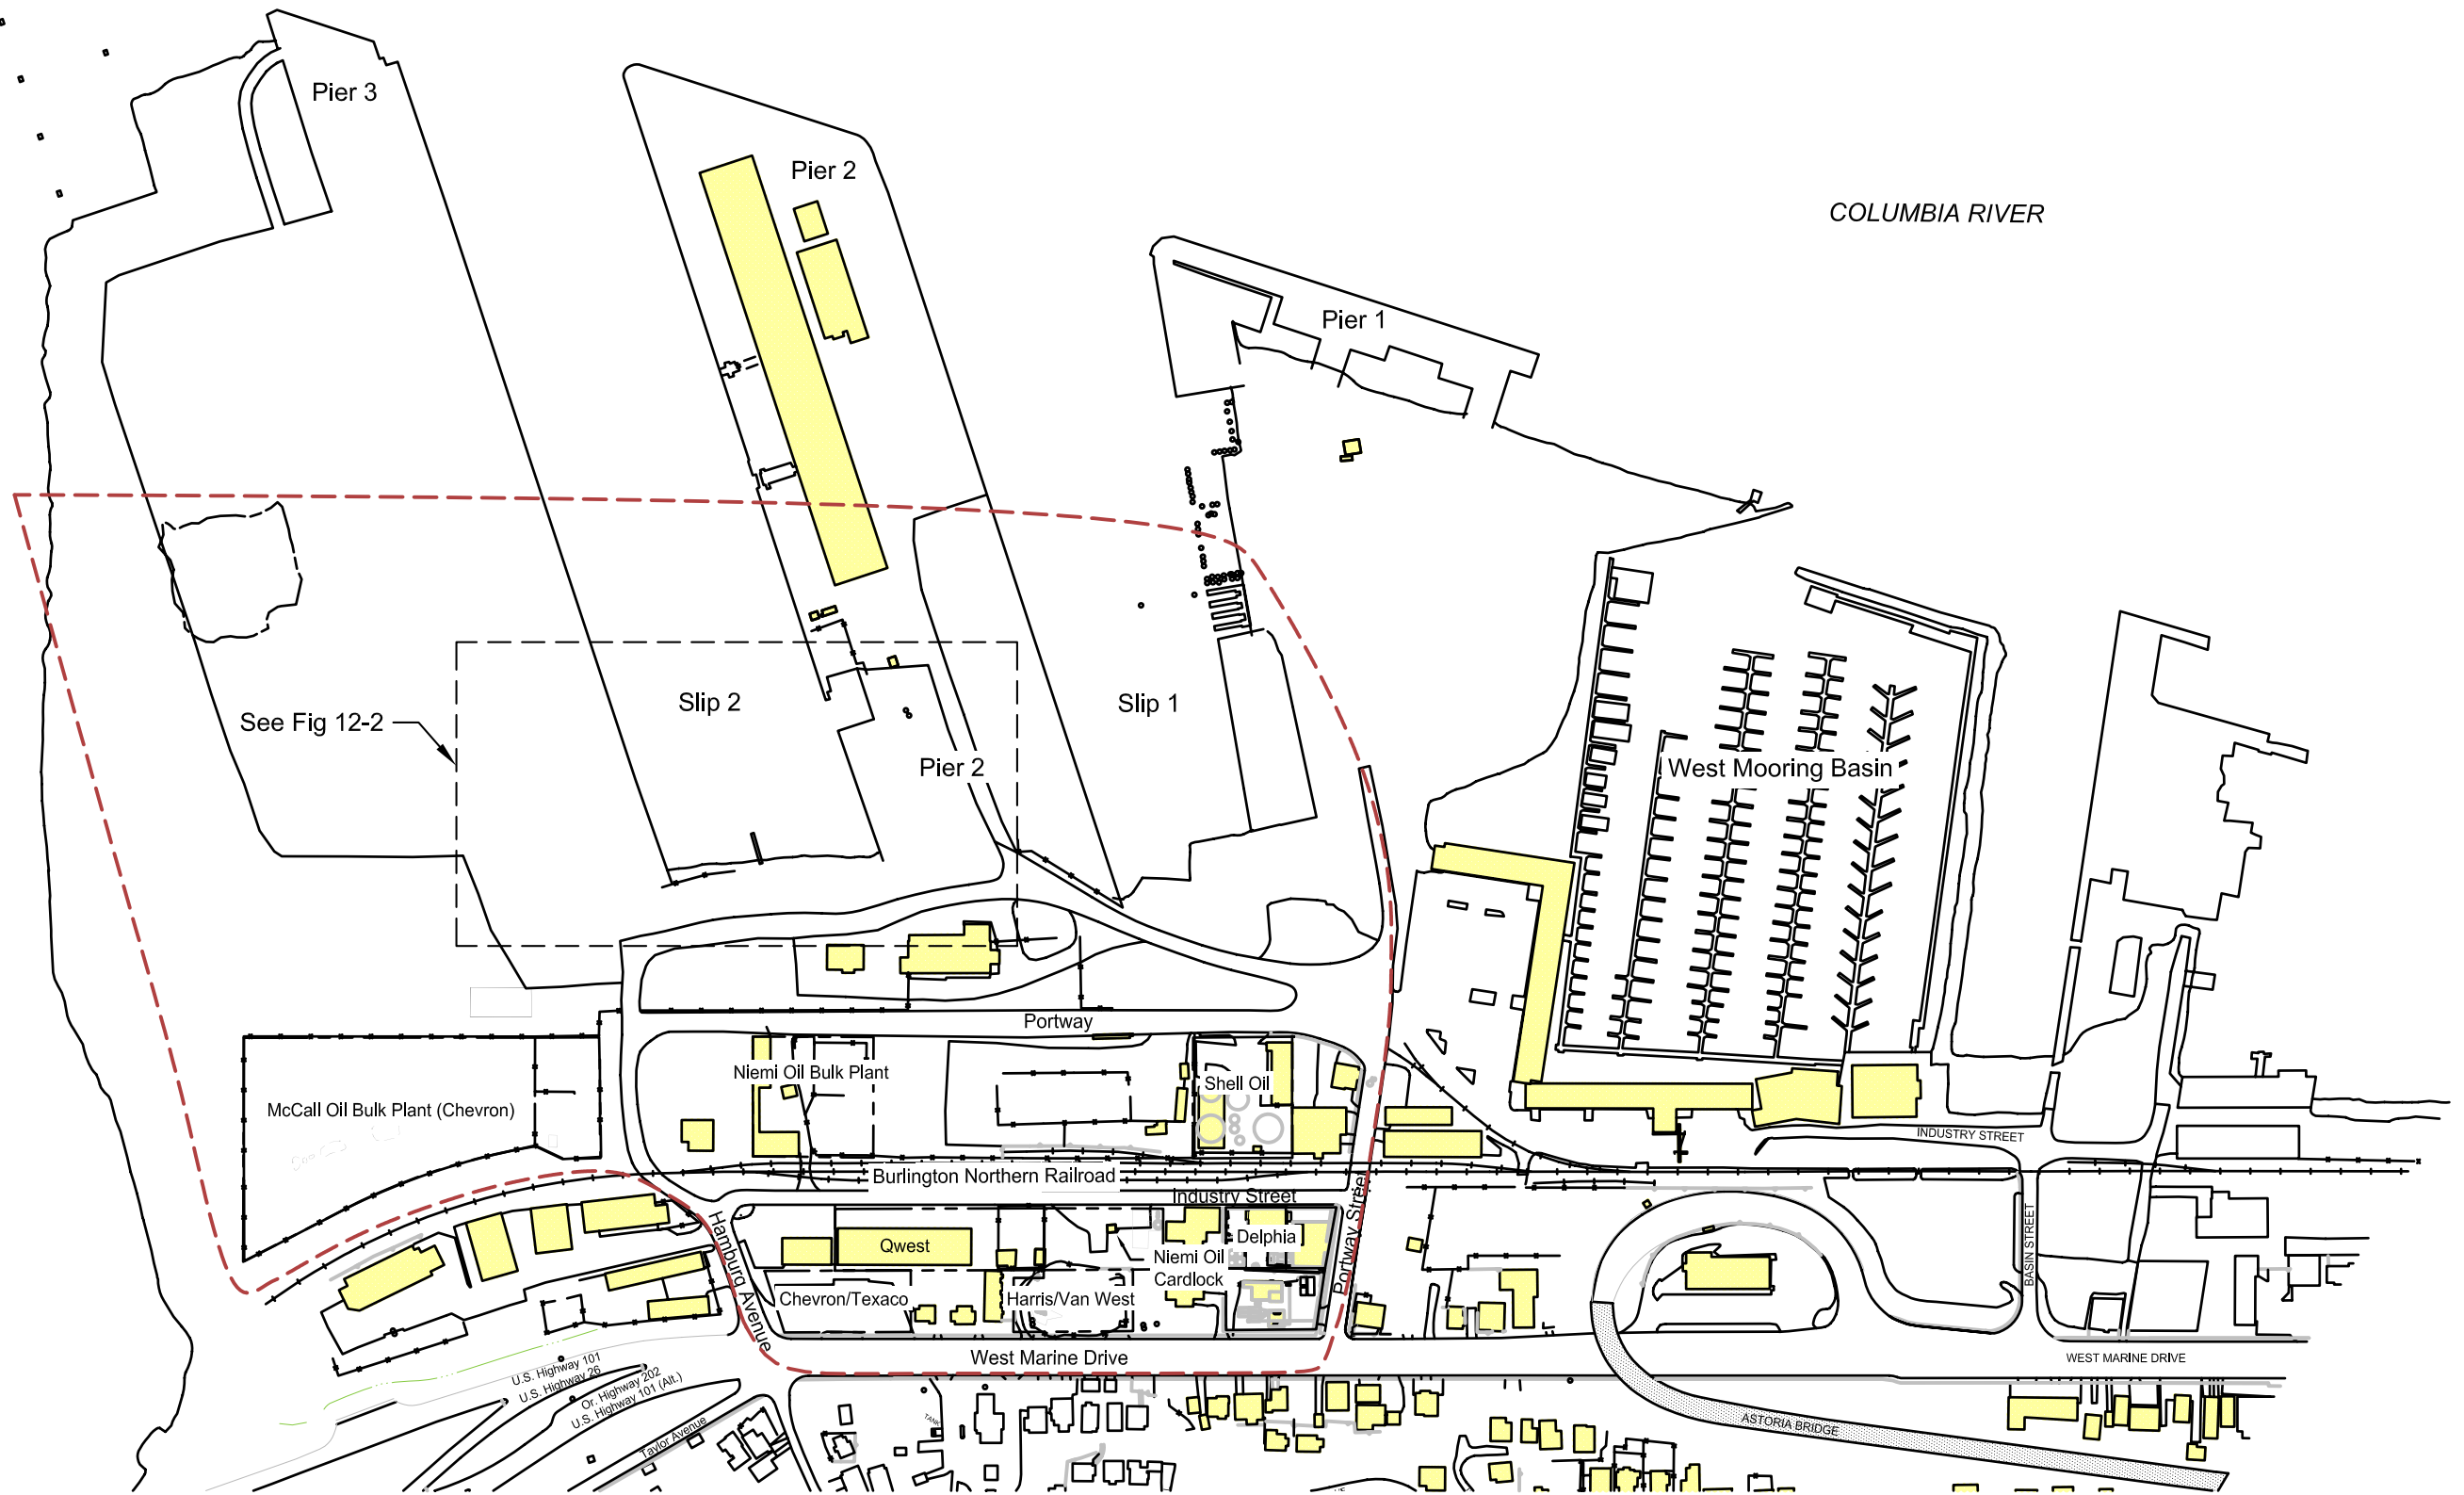 Pier 3
Pier 2
COLUMBIA RIVER
Pier 1
See Fig 12-2
Slip 2
Slip 1
Pier 2
West Mooring Basin
Portway
Niemi Oil Bulk Plant
Shell Oil
McCall Oil Bulk Plant (Chevron)
INDUSTRY STREET
Burlington Northern Railroad
Industry Street
Hamburg Avenue
Portway Street
BASIN STREET
Qwest
Delphia
Niemi Oil
Cardlock
Chevron/Texaco
Harris/Van West
West Marine Drive
WEST MARINE DRIVE
U.S. Highway 101
U.S. Highway 26
Or. Highway 202
U.S. Highway 101 (Alt.)
Taylor Avenue
TANK
ASTORIA BRIDGE